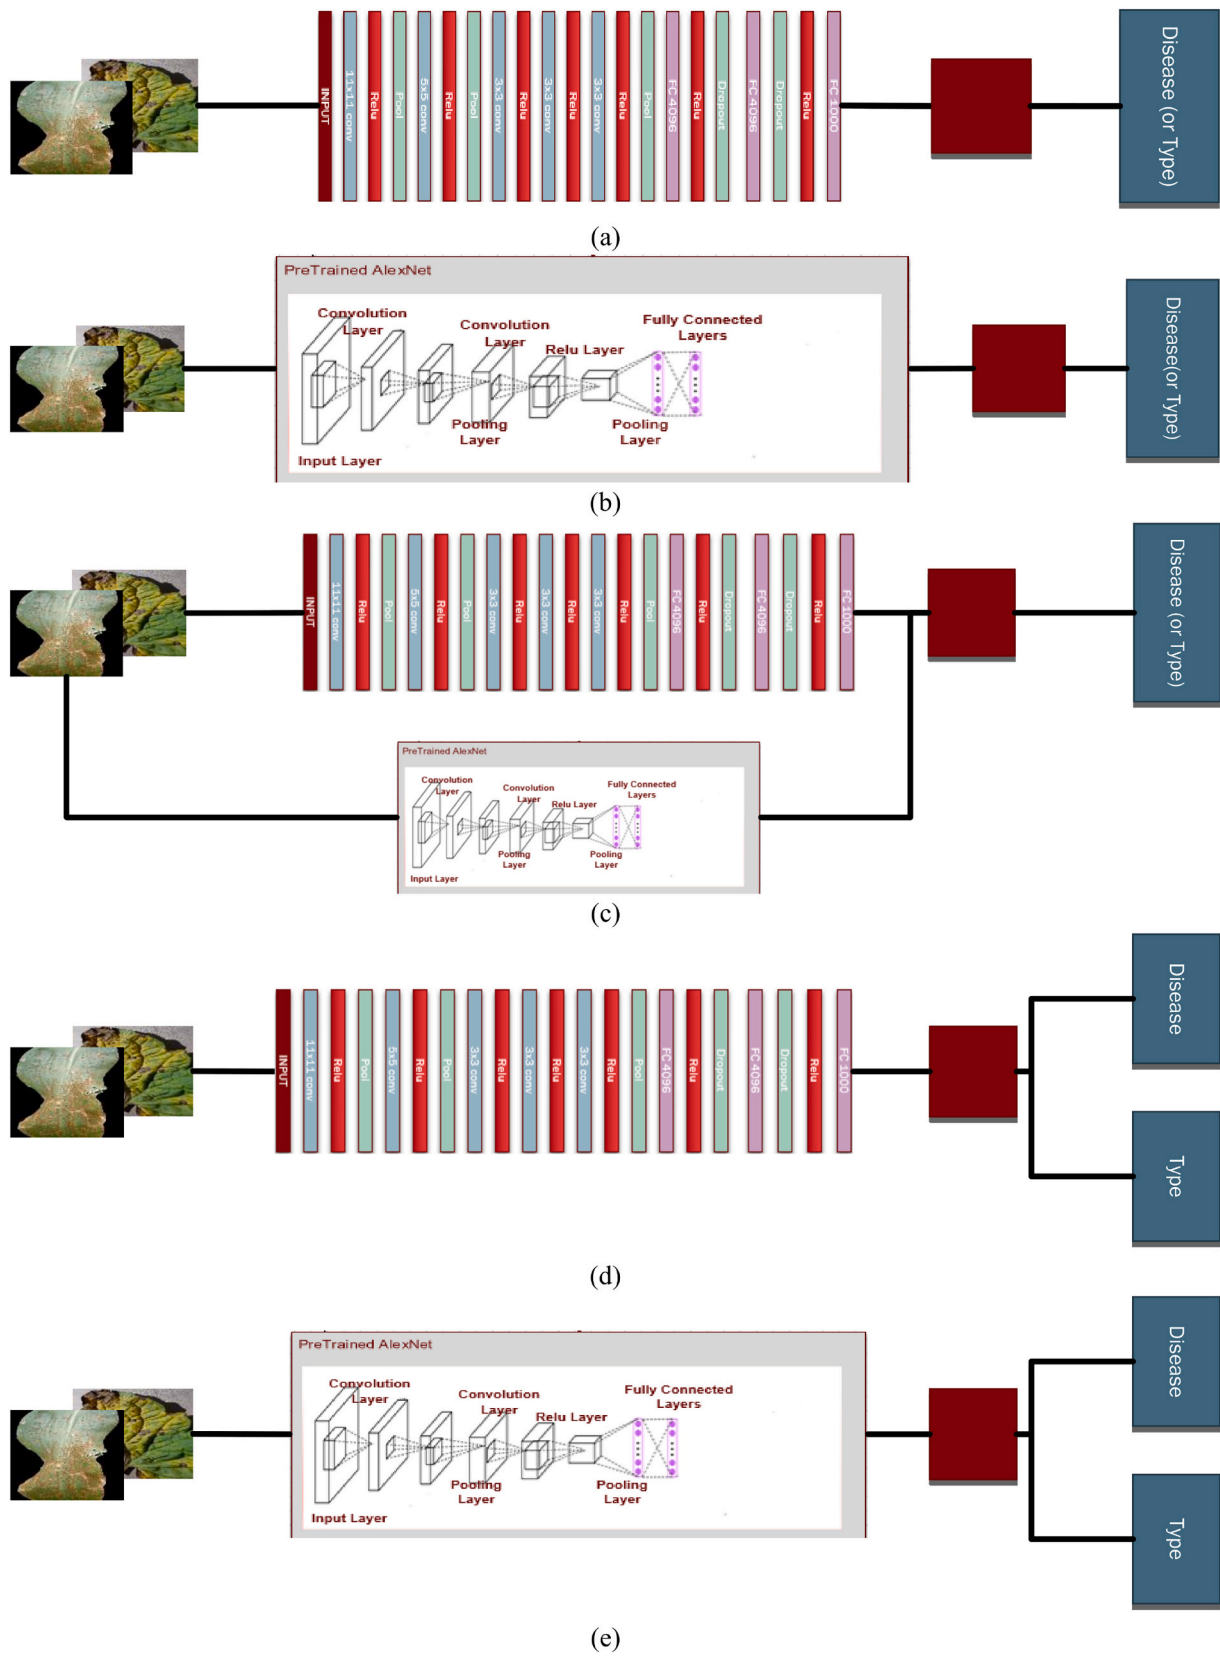 INPUT
11x11 conv
Relu
Pool
5x5 conv
Relu
Pool
3x3 conv
Relu
3x3 conv
Relu
3x3 conv
Relu
Pool
FC 4096
Relu
Dropout
FC 4096
Dropout
Relu
FC 1000
Disease (or Type)
(a)
PreTrained AlexNet
Convolution
Layer
Convolution
Layer
Relu Layer
Fully Connected
Layers
Pooling
Layer
Pooling
Layer
Input Layer
Disease(or Type)
(b)
INPUT
11x11 conv
Relu
Pool
5x5 conv
Relu
Pool
3x3 conv
Relu
3x3 conv
Relu
3x3 conv
Relu
Pool
FC 4096
Relu
Dropout
FC 4096
Dropout
Relu
FC 1000
Disease (or Type)
PreTrained AlexNet
Convolution
Layer
Convolution
Layer
Relu Layer
Fully Connected
Layers
Pooling
Layer
Pooling
Layer
Input Layer
(c)
INPUT
11x11 conv
Relu
Pool
5x5 conv
Relu
Pool
3x3 conv
Relu
3x3 conv
Relu
3x3 conv
Relu
Pool
FC 4096
Relu
Dropout
FC 4096
Dropout
Relu
FC 1000
Disease
Type
(d)
PreTrained AlexNet
Convolution
Layer
Convolution
Layer
Relu Layer
Fully Connected
Layers
Pooling
Layer
Pooling
Layer
Input Layer
Disease
Type
(e)